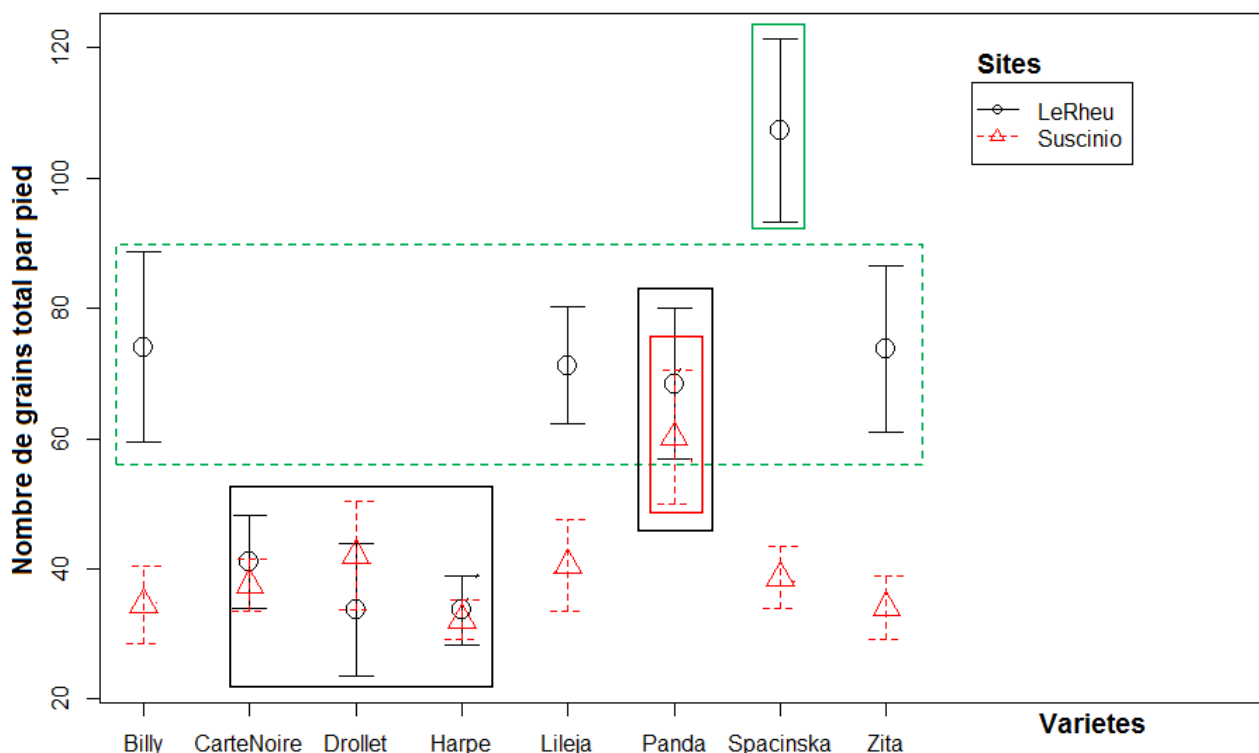 Nombre de grains total par pied
120
100
80
60
40
20
Sites
LeRheu
Suscinio
Billy CarteNoire Drollet Harpe Lileja Panda Spacinska Zita
Varietes